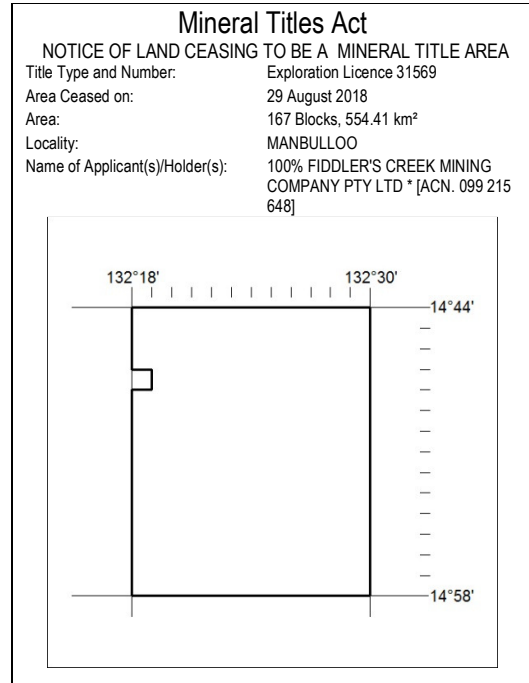 Mineral Titles Act
NOTICE OF LAND CEASING TO BE A MINERAL TITLE AREA
Title Type and Number: Exploration Licence 31569
Area Ceased on: 29 August 2018
Area: 167 Blocks, 554.41 km²
Locality: MANBULLOO
Name of Applicant(s)/Holder(s): 100% FIDDLER'S CREEK MINING
COMPANY PTY LTD * [ACN. 099 215
648]
132°18' 132°30'
14°44'
14°58'